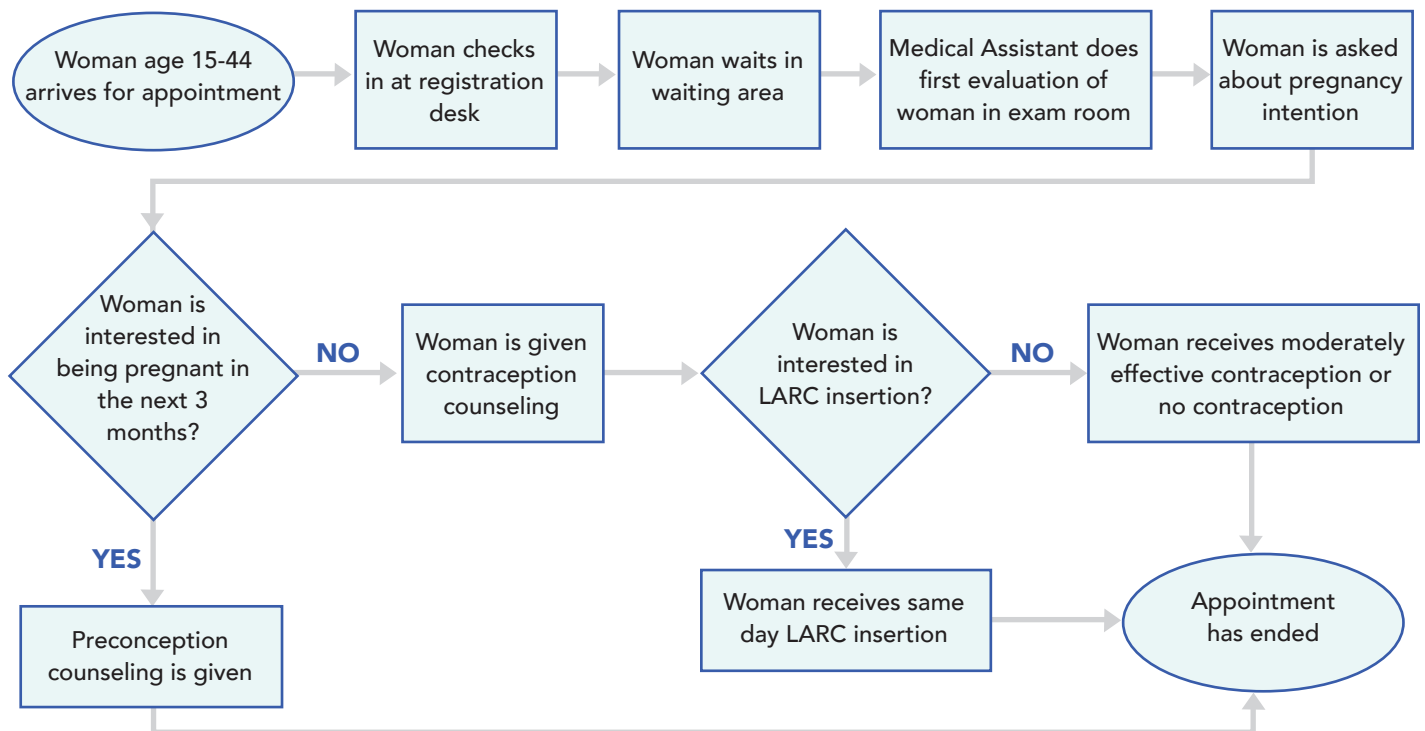 Woman age 15-44
arrives for appointment
Woman checks
in at registration
desk
Woman waits in
waiting area
Medical Assistant does
first evaluation of
woman in exam room
Woman is asked
about pregnancy
intention
Woman is
interested in
being pregnant in
the next 3
months?
NO
Woman is given
contraception
counseling
Woman is
interested in
LARC insertion?
NO
Woman receives moderately
effective contraception or
no contraception
YES
Preconception
counseling is given
YES
Woman receives same
day LARC insertion
Appointment
has ended